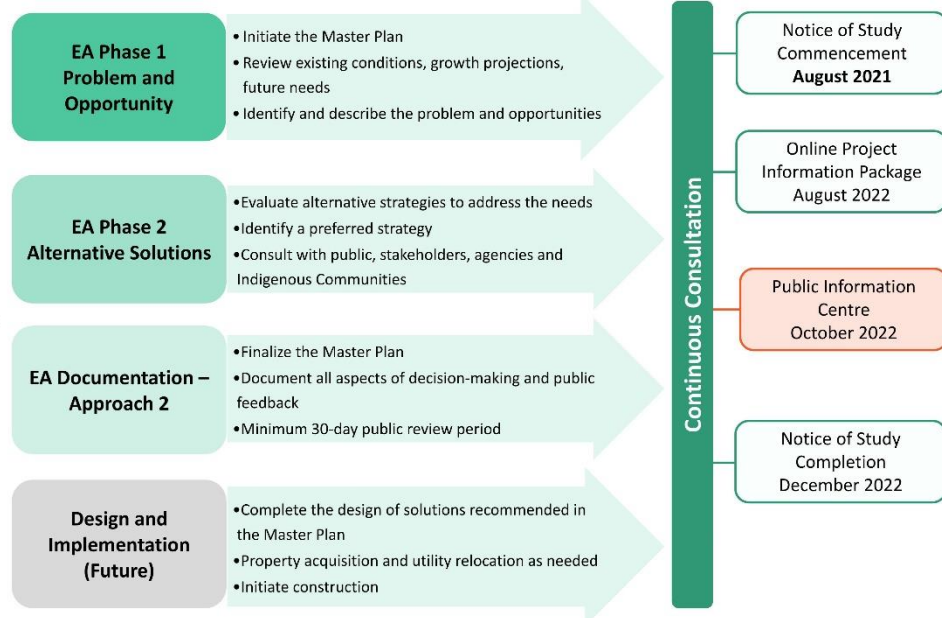 EA Phase 1
Problem and
Opportunity
•Initiate the Master Plan
•Review existing conditions, growth projections,
future needs
•Identify and describe the problem and opportunities
EA Phase 2
Alternative Solutions
•Evaluate alternative strategies to address the needs
•Identify a preferred strategy
•Consult with public, stakeholders, agencies and
Indigenous Communities
EA Documentation –
Approach 2
•Finalize the Master Plan
•Document all aspects of decision-making and public
feedback
•Minimum 30-day public review period
Design and
Implementation
(Future)
•Complete the design of solutions recommended in
the Master Plan
•Property acquisition and utility relocation as needed
•Initiate construction
Continuous Consultation
Notice of Study
Commencement
August 2021
Online Project
Information Package
August 2022
Public Information
Centre
October 2022
Notice of Study
Completion
December 2022